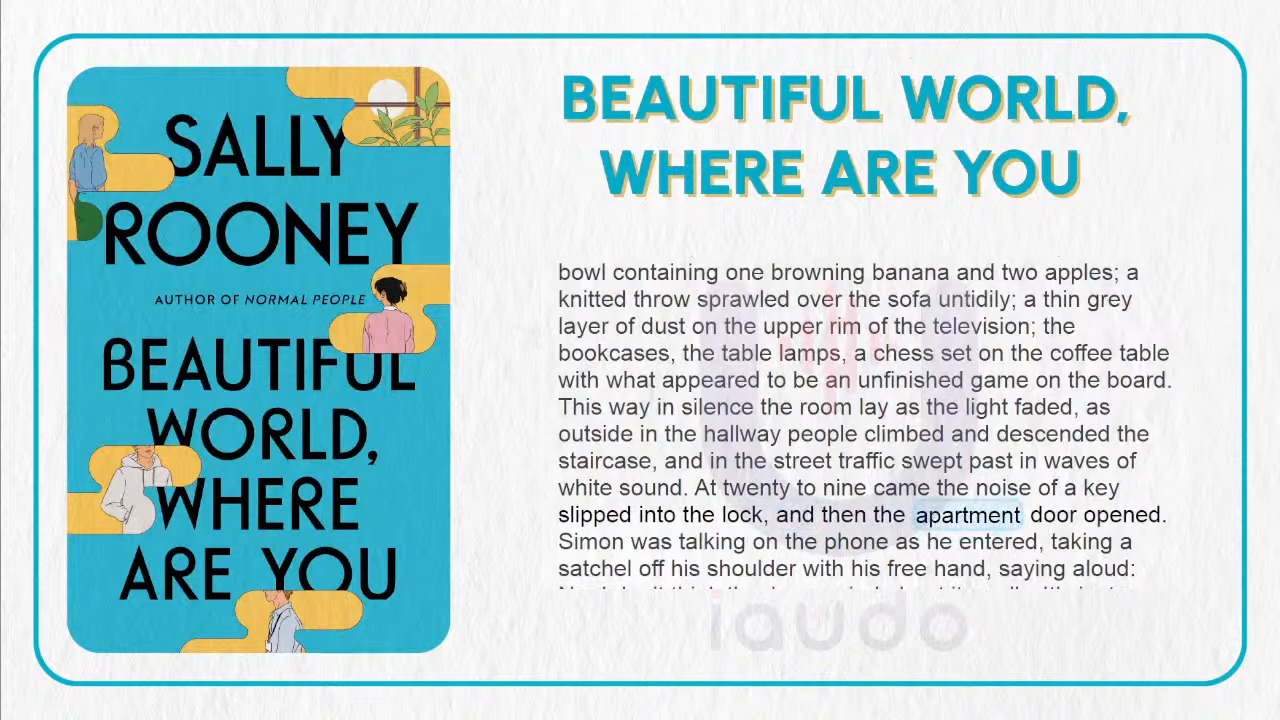 SALLY
ROONEY
AUTHOR OF NORMAL PEOPLE
BEAUTIFUL
WORLD,
WHERE
ARE YOU
BEAUTIFUL WORLD,
WHERE ARE YOU
bowl containing one browning banana and two apples; a
knitted throw sprawled over the sofa untidily; a thin grey
layer of dust on the upper rim of the television; the
bookcases, the table lamps, a chess set on the coffee table
with what appeared to be an unfinished game on the board.
This way in silence the room lay as the light faded, as
outside in the hallway people climbed and descended the
staircase, and in the street traffic swept past in waves of
white sound. At twenty to nine came the noise of a key
slipped into the lock, and then the apartment door opened.
Simon was talking on the phone as he entered, taking a
satchel off his shoulder with his free hand, saying aloud:
iaudo